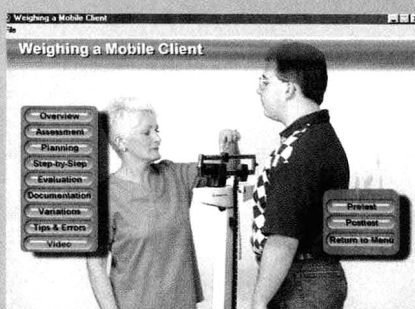 Weighing a Mobile Client
File
Weighing a Mobile Client
Overview
Assessment
Planning
Step-by-Step
Evaluation
Documentation
Variations
Tips & Errors
Video
Pretest
Posttest
Return to Menu